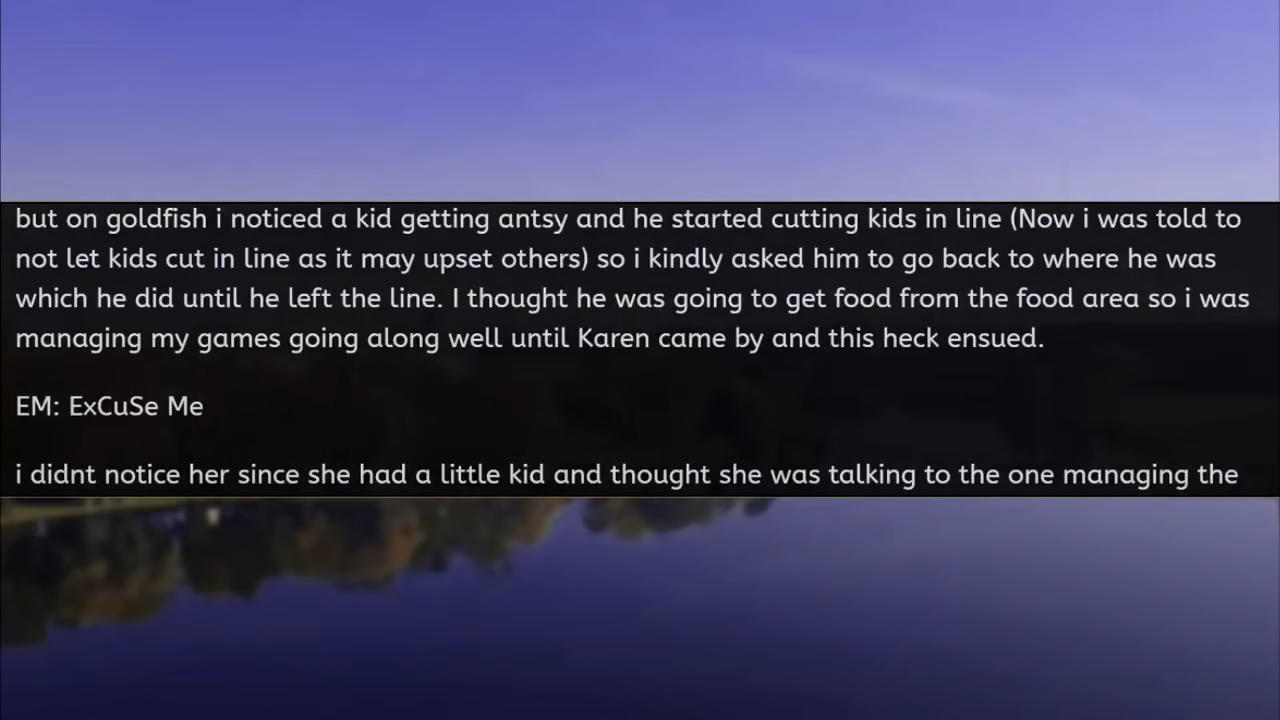 but on goldfish i noticed a kid getting antsy and he started cutting kids in line (Now i was told to
not let kids cut in line as it may upset others) so i kindly asked him to go back to where he was
which he did until he left the line. I thought he was going to get food from the food area so i was
managing my games going along well until Karen came by and this heck ensued.
EM: ExCuSe Me
i didnt notice her since she had a little kid and thought she was talking to the one managing the